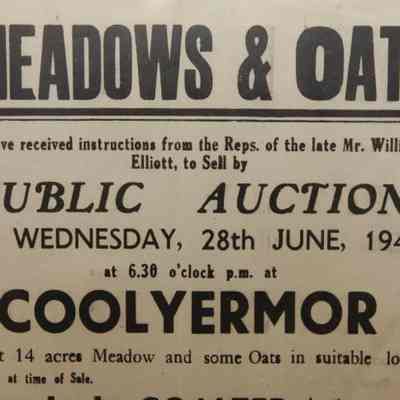 MEADOWS & OAT
ve received instructions from the Reps. of the late Mr. Willi
Elliott, to Sell by
UBLIC AUCTION
WEDNESDAY, 28th JUNE, 194
at 6.30 o'clock p.m. at
COOLYERMOR
t 14 acres Meadow and some Oats in suitable lo
at time of Sale.